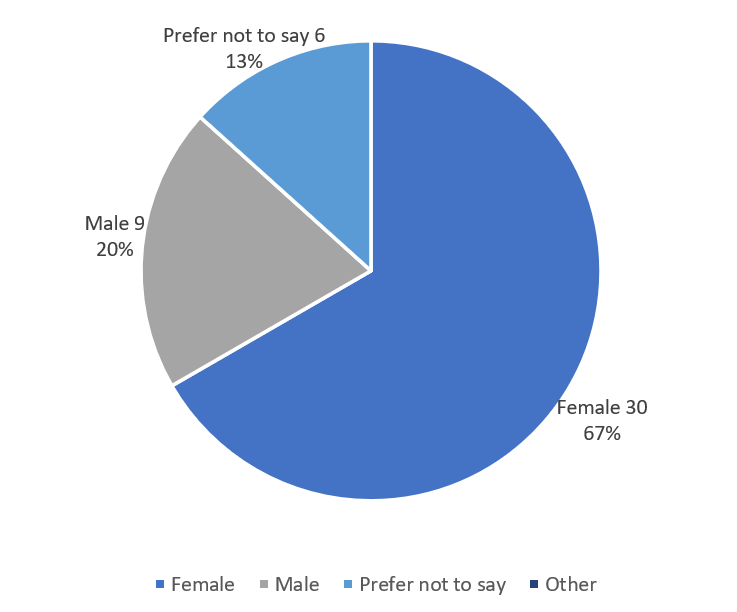 Prefer not to say 6
13%
Male 9
20%
Female 30
67%
Female
Male
Prefer not to say
Other